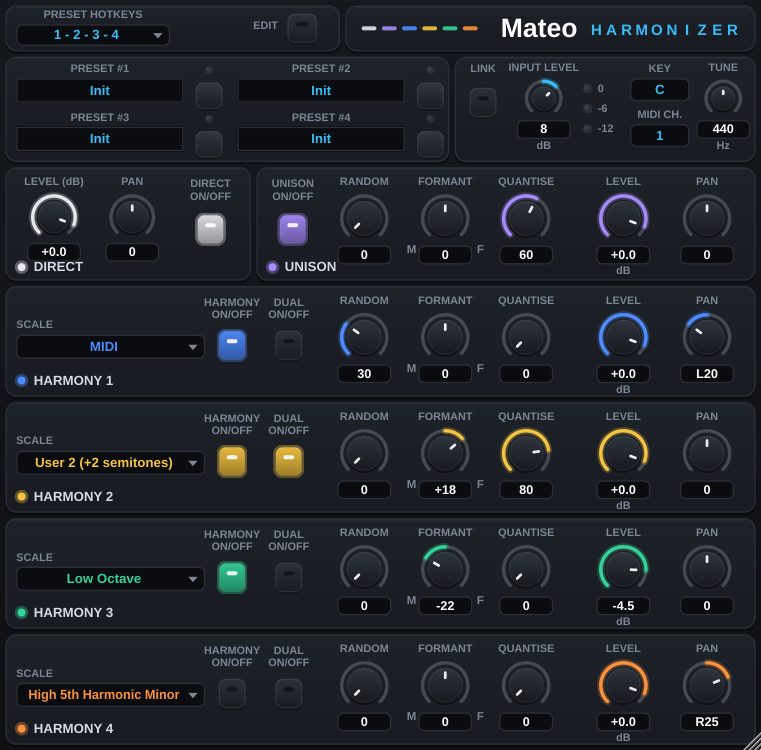 PRESET HOTKEYS
1 - 2 - 3 - 4
EDIT
Mateo HARMONIZER
PRESET #1
Init
PRESET #2
Init
PRESET #3
Init
PRESET #4
Init
LINK
INPUT LEVEL
8
dB
0
-6
-12
KEY
C
MIDI CH.
1
TUNE
440
Hz
LEVEL (dB)
+0.0
PAN
0
DIRECT
ON/OFF
DIRECT
UNISON
ON/OFF
RANDOM
0
FORMANT
M 0 F
QUANTISE
60
LEVEL
+0.0
dB
PAN
0
UNISON
SCALE
MIDI
HARMONY
ON/OFF
DUAL
ON/OFF
RANDOM
30
FORMANT
M 0 F
QUANTISE
0
LEVEL
+0.0
dB
PAN
L20
HARMONY 1
SCALE
User 2 (+2 semitones)
HARMONY
ON/OFF
DUAL
ON/OFF
RANDOM
0
FORMANT
M +18 F
QUANTISE
80
LEVEL
+0.0
dB
PAN
0
HARMONY 2
SCALE
Low Octave
HARMONY
ON/OFF
DUAL
ON/OFF
RANDOM
0
FORMANT
M -22 F
QUANTISE
0
LEVEL
-4.5
dB
PAN
0
HARMONY 3
SCALE
High 5th Harmonic Minor
HARMONY
ON/OFF
DUAL
ON/OFF
RANDOM
0
FORMANT
M 0 F
QUANTISE
0
LEVEL
+0.0
dB
PAN
R25
HARMONY 4